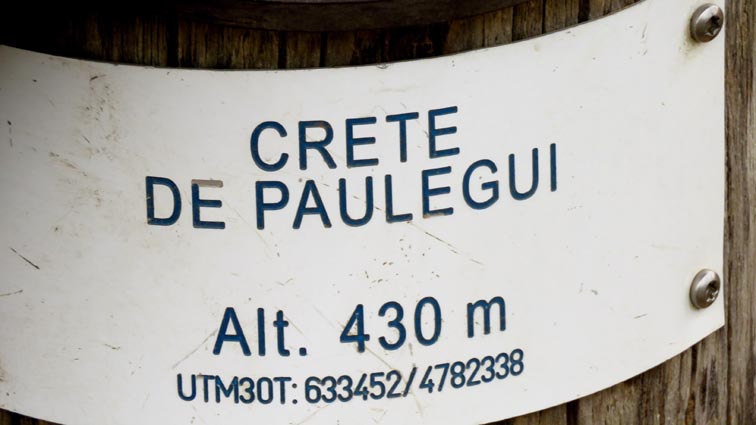 CRETE
DE PAULEGUI
Alt. 430 m
UTM30T: 633452/4782338